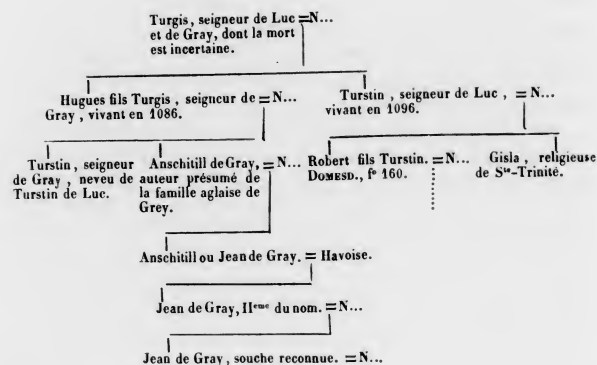 Turgis, seigneur de Luc =N...
et de Gray, dont la mort
est incertaine.
Hugues fils Turgis, seigneur de = N...
Gray, vivant en 1086.
Turstin, seigneur de Luc, = N...
vivant en 1096.
Turstin, seigneur
de Gray, neveu de
Turstin de Luc.
Anschitill de Gray, = N...
auteur présumé de
la famille aglaise de
Grey.
Robert fils Turstin. = N...
DOMESD., fº 160.
Gisla, religieuse
de Ste-Trinité.
Anschitill ou Jean de Gray. = Havoise.
Jean de Gray, IIeme du nom. = N...
Jean de Gray, souche reconnue. = N...